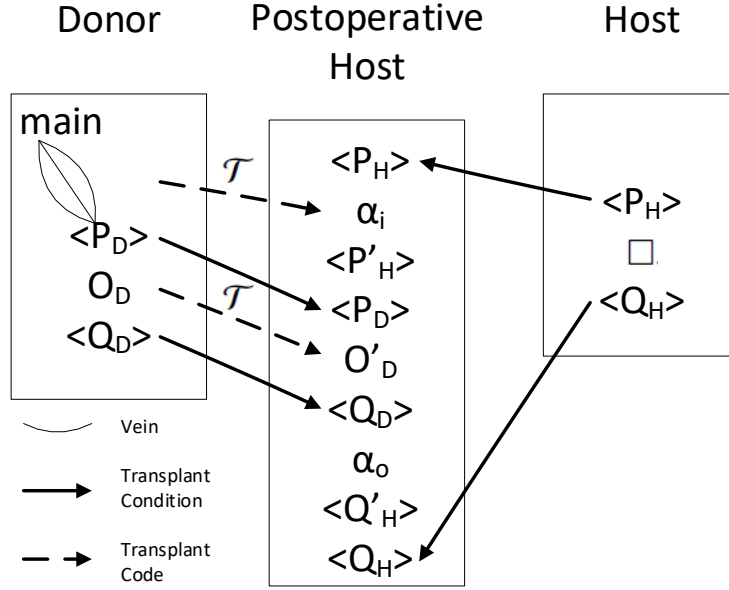 Donor
Postoperative
Host
Host
main
<P_D>
O_D
<Q_D>
𝒯
𝒯
<P_H>
α_i
<P'_H>
<P_D>
O'_D
<Q_D>
α_o
<Q'_H>
<Q_H>
<P_H>
□
<Q_H>
Vein
Transplant
Condition
Transplant
Code